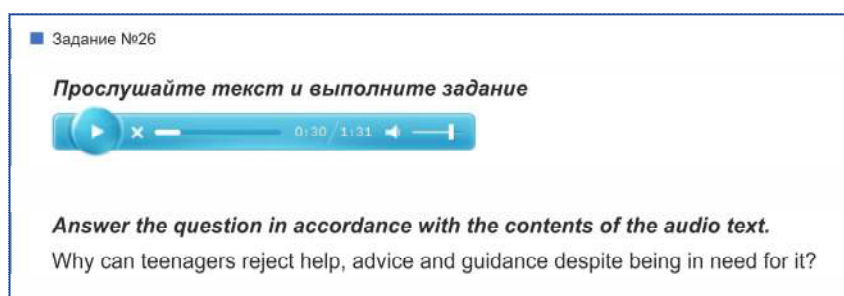 Задание №26
Прослушайте текст и выполните задание
0:30/1:31
Answer the question in accordance with the contents of the audio text.
Why can teenagers reject help, advice and guidance despite being in need for it?